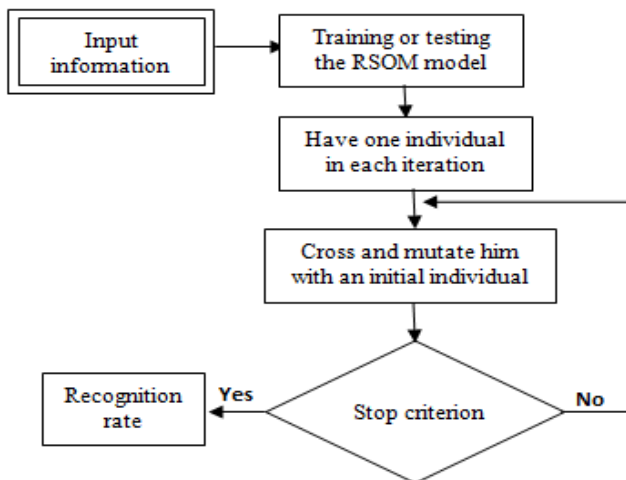 Input
information
Training or testing
the RSOM model
Have one individual
in each iteration
Cross and mutate him
with an initial individual
Stop criterion
Yes
No
Recognition
rate